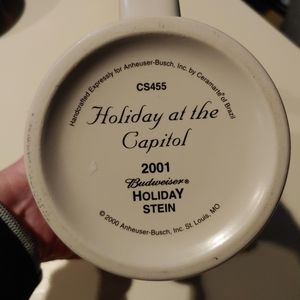 Handcrafted Expressly for Anheuser-Busch, Inc. by Ceramarte of Brazil
CS455
Holiday at the
Capitol
2001
Budweiser®
HOLIDAY
STEIN
© 2000 Anheuser-Busch, Inc. St. Louis, MO